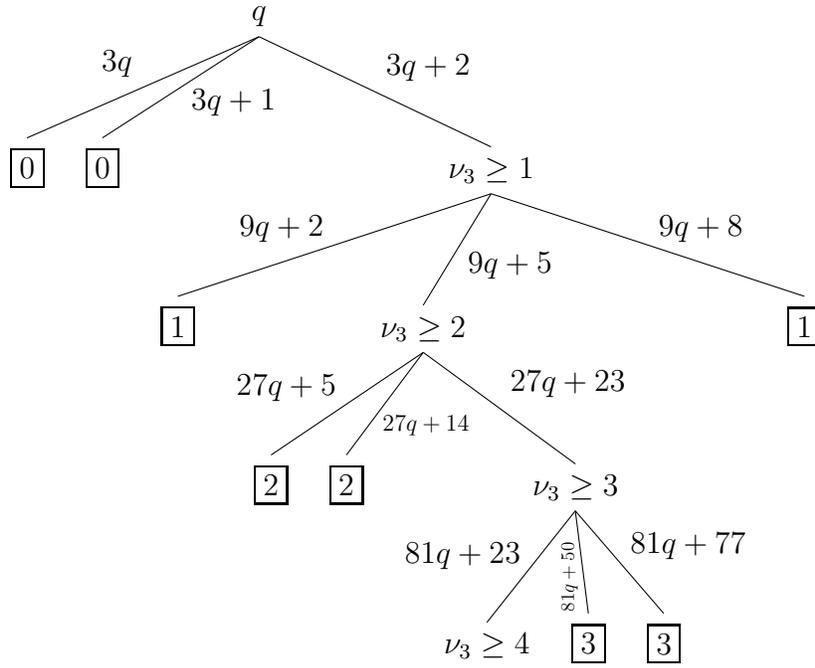 q
3q
3q + 1
3q + 2
0
0
ν₃ ≥ 1
9q + 2
9q + 5
9q + 8
1
ν₃ ≥ 2
1
27q + 5
27q + 14
27q + 23
2
2
ν₃ ≥ 3
81q + 23
81q + 50
81q + 77
ν₃ ≥ 4
3
3